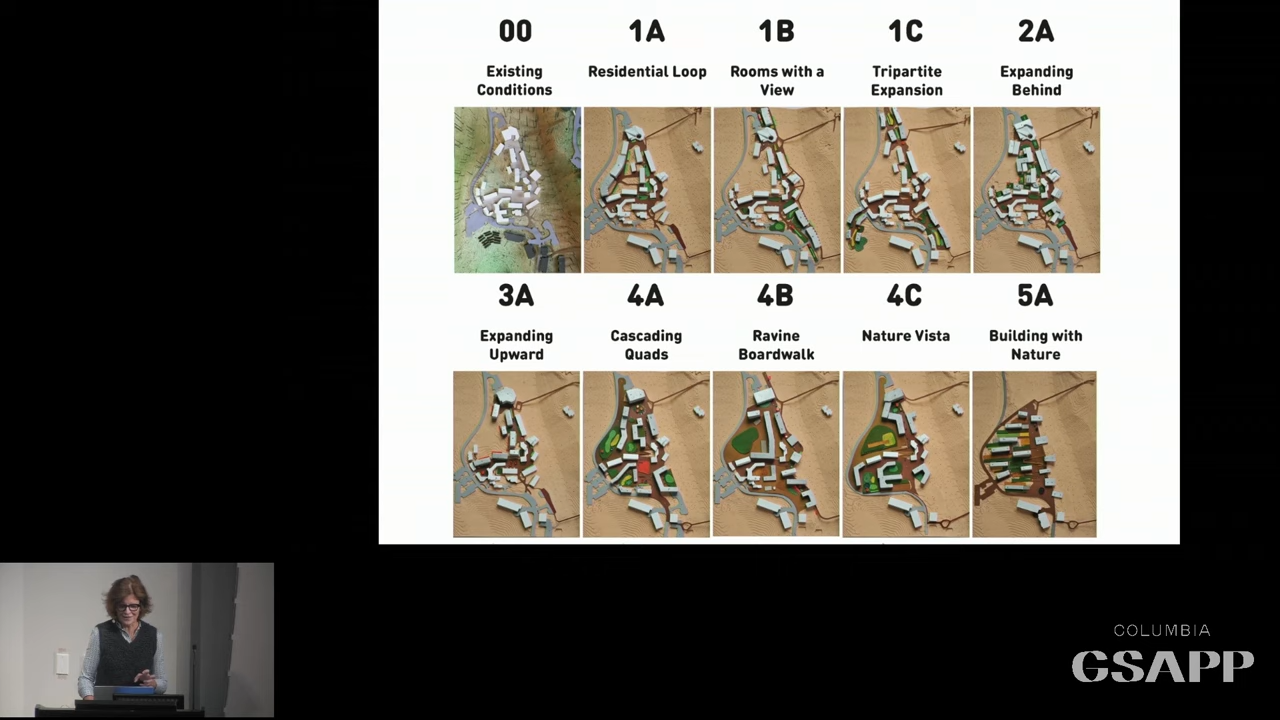 00 1A 1B 1C 2A
Existing Conditions
Residential Loop
Rooms with a View
Tripartite Expansion
Expanding Behind
3A 4A 4B 4C 5A
Expanding Upward
Cascading Quads
Ravine Boardwalk
Nature Vista
Building with Nature
COLUMBIA
GSAPP